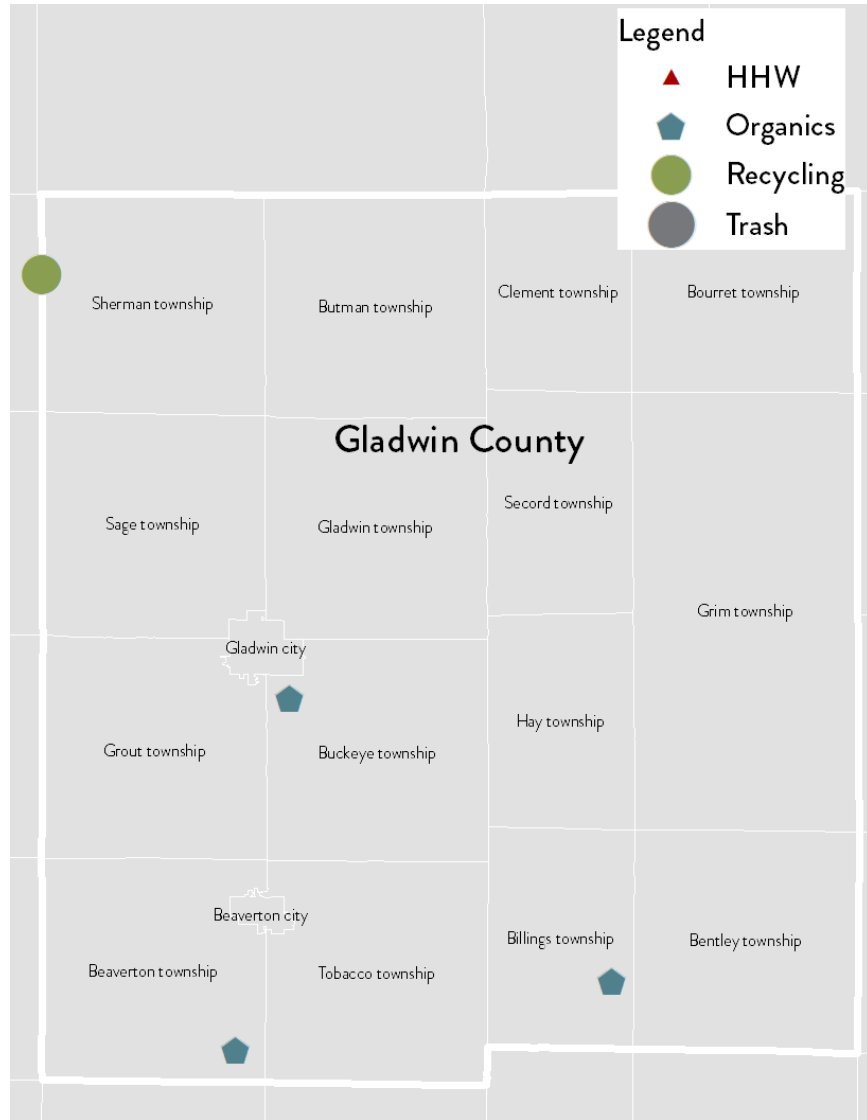 Legend
HHW
Organics
Recycling
Trash
Sherman township
Butman township
Clement township
Bourret township
Gladwin County
Sage township
Gladwin township
Secord township
Grim township
Gladwin city
Grout township
Buckeye township
Hay township
Beaverton city
Beaverton township
Tobacco township
Billings township
Bentley township